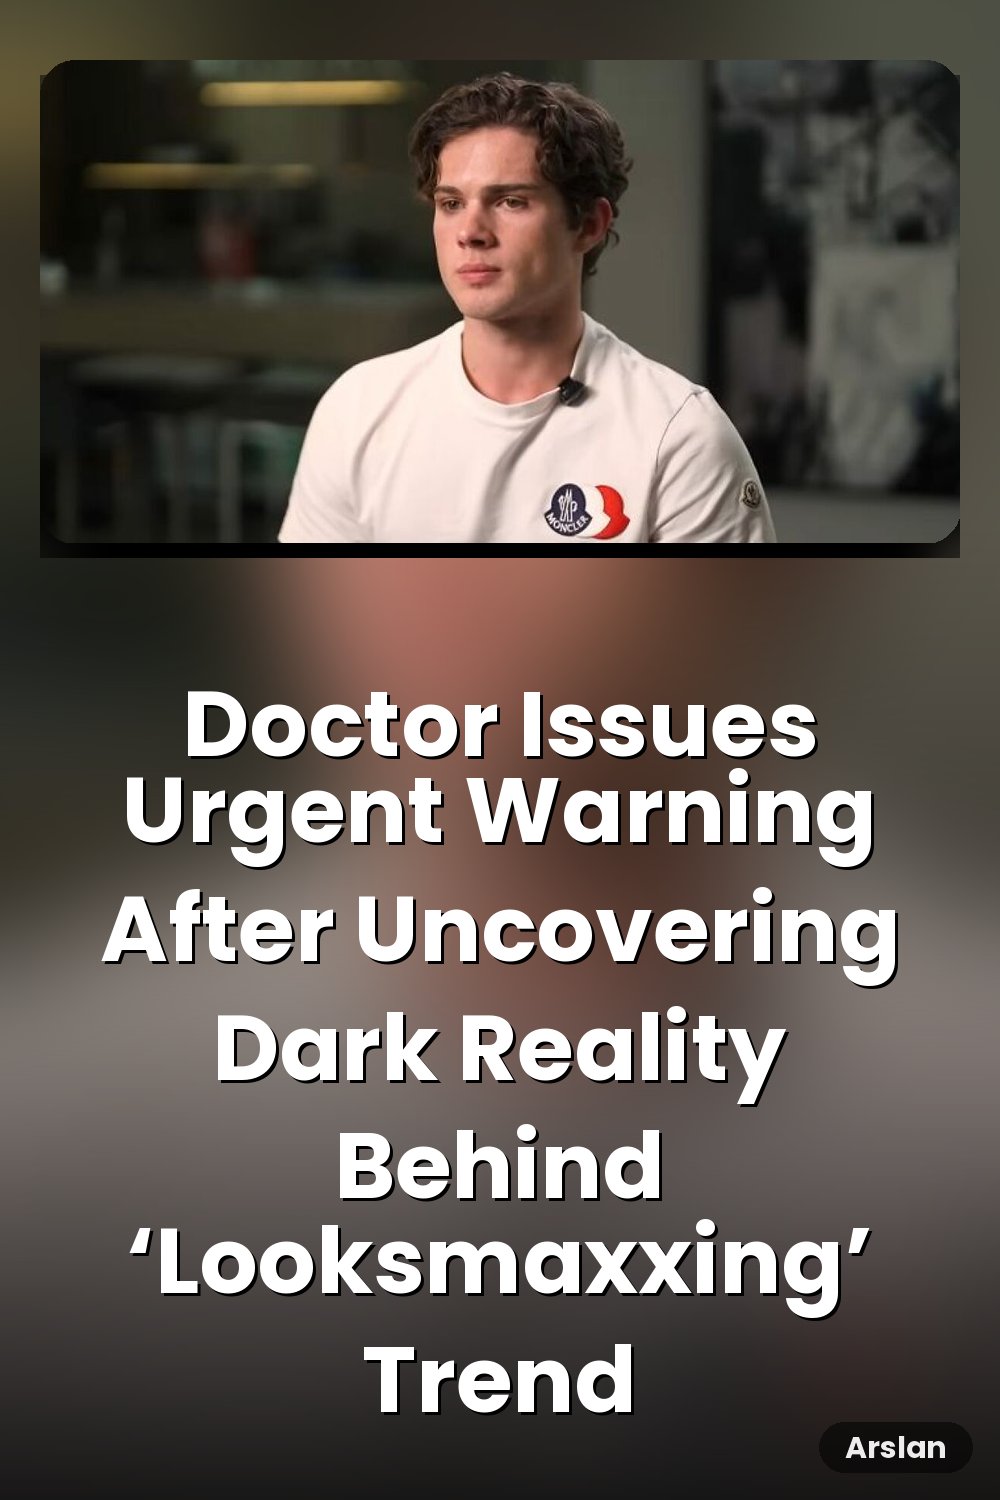 MONCLER
Doctor Issues
Urgent Warning
After Uncovering
Dark Reality
Behind
‘Looksmaxxing’
Trend
Arslan